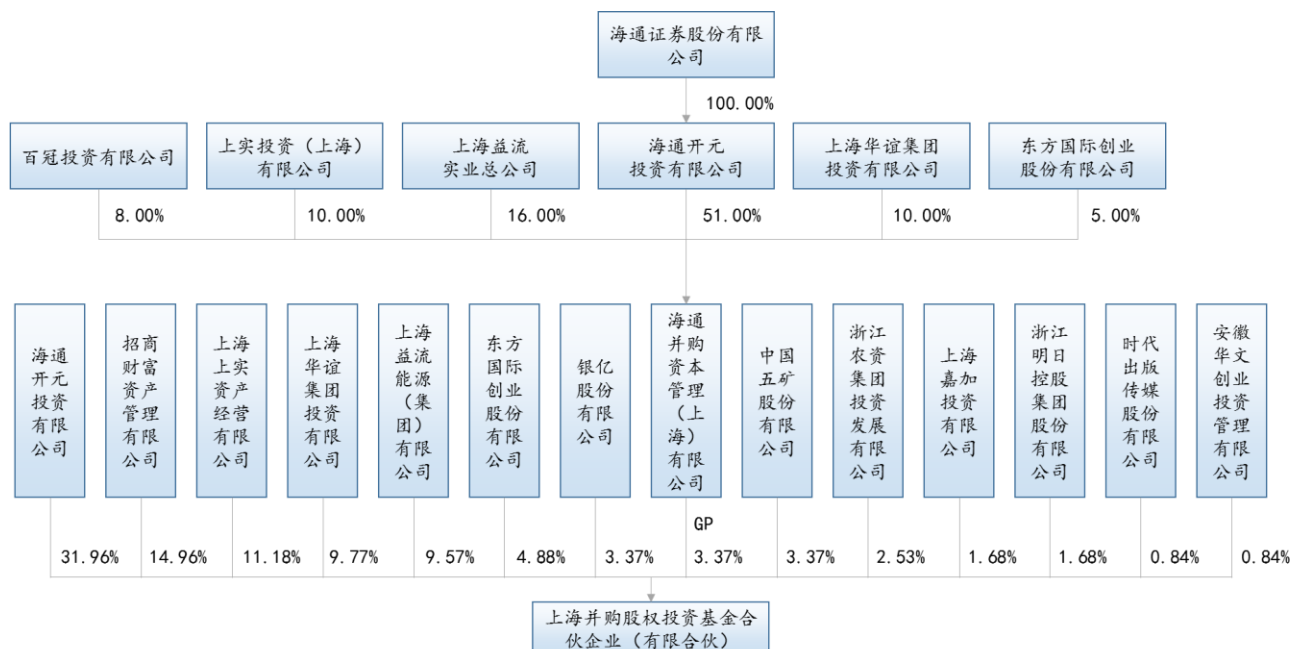 海通证券股份有限
公司
100.00%
百冠投资有限公司
上实投资（上海）
有限公司
上海益流
实业总公司
海通开元
投资有限公司
上海华谊集团
投资有限公司
东方国际创业
股份有限公司
8.00%
10.00%
16.00%
51.00%
10.00%
5.00%
海通
开元
投资
有限
公司
招商
财富
资产
管理
有限
公司
上海
上实
资产
经营
有限
公司
上海
华谊
集团
投资
有限
公司
上海
益流
能源
（集
团）
有限
公司
东方
国际
创业
股份
有限
公司
银亿
股份
有限
公司
海通
并购
资本
管理
（上
海）
有限
公司
中国
五矿
股份
有限
公司
浙江
农资
集团
投资
发展
有限
公司
上海
嘉加
投资
有限
公司
浙江
明日
控股
集团
股份
有限
公司
时代
出版
传媒
股份
有限
公司
安徽
华文
创业
投资
管理
有限
公司
GP
31.96%
14.96%
11.18%
9.77%
9.57%
4.88%
3.37%
3.37%
3.37%
2.53%
1.68%
1.68%
0.84%
0.84%
上海并购股权投资基金合
伙企业（有限合伙）